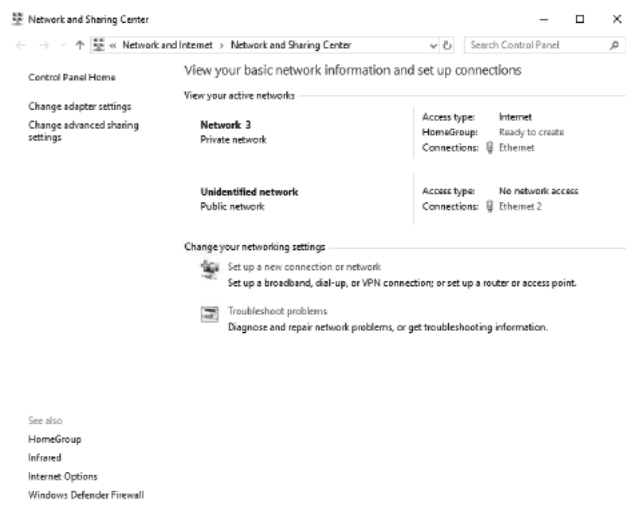 Network and Sharing Center
« Network and Internet › Network and Sharing Center
Search Control Panel
Control Panel Home
Change adapter settings
Change advanced sharing
settings
View your basic network information and set up connections
View your active networks
Network 3
Private network
Access type: Internet
HomeGroup: Ready to create
Connections: Ethernet
Unidentified network
Public network
Access type: No network access
Connections: Ethernet 2
Change your networking settings
Set up a new connection or network
Set up a broadband, dial-up, or VPN connection; or set up a router or access point.
Troubleshoot problems
Diagnose and repair network problems, or get troubleshooting information.
See also
HomeGroup
Infrared
Internet Options
Windows Defender Firewall